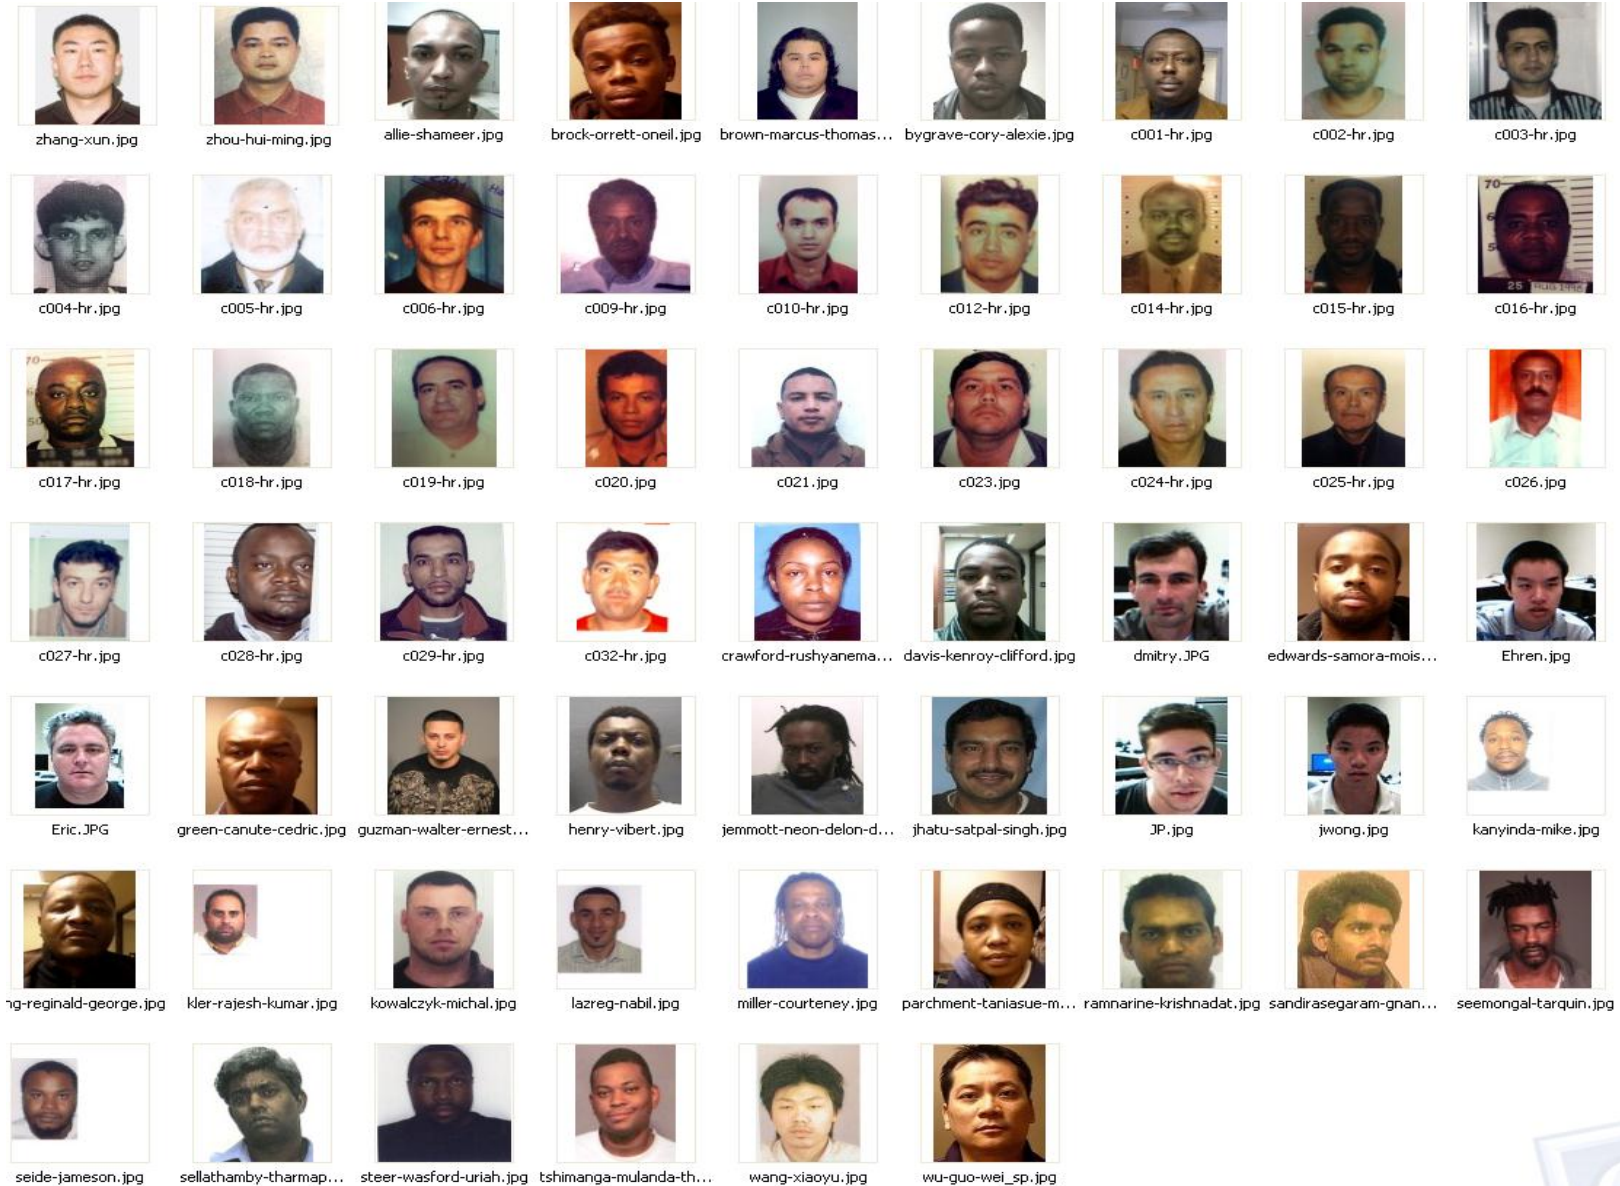 zhang-xun.jpg
zhou-hui-ming.jpg
allie-shameer.jpg
brock-orrett-oneil.jpg
brown-marcus-thomas...
bygrave-cory-alexie.jpg
c001-hr.jpg
c002-hr.jpg
c003-hr.jpg
c004-hr.jpg
c005-hr.jpg
c006-hr.jpg
c009-hr.jpg
c010-hr.jpg
c012-hr.jpg
c014-hr.jpg
c015-hr.jpg
70
25 AUG 1998
c016-hr.jpg
70
c017-hr.jpg
c018-hr.jpg
c019-hr.jpg
c020.jpg
c021.jpg
c023.jpg
c024-hr.jpg
c025-hr.jpg
c026.jpg
c027-hr.jpg
c028-hr.jpg
c029-hr.jpg
c032-hr.jpg
crawford-rushyanema...
davis-kenroy-clifford.jpg
dmitry.JPG
edwards-samora-mois...
Ehren.jpg
Eric.JPG
green-canute-cedric.jpg
guzman-walter-ernest...
henry-vibert.jpg
jemmott-neon-delon-d...
jhatu-satpal-singh.jpg
JP.jpg
jwong.jpg
kanyinda-mike.jpg
ng-reginald-george.jpg
kler-rajesh-kumar.jpg
kowalczyk-michal.jpg
lazreg-nabil.jpg
miller-courteney.jpg
parchment-taniasue-m...
ramnarine-krishnadat.jpg
sandirasegaram-gnan...
seemongal-tarquin.jpg
seide-jameson.jpg
sellathamby-tharmap...
steer-wasford-uriah.jpg
tshimanga-mulanda-th...
wang-xiaoyu.jpg
wu-guo-wei_sp.jpg